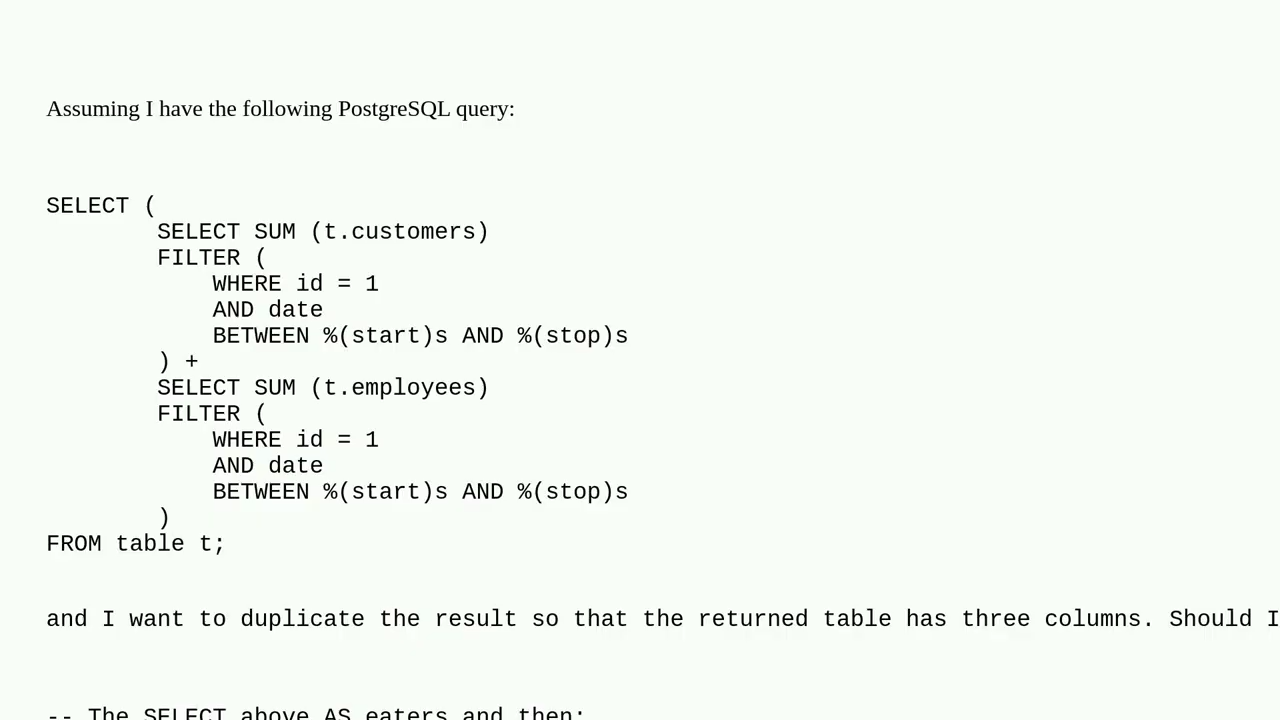 Assuming I have the following PostgreSQL query:
SELECT (
SELECT SUM (t.customers)
FILTER (
WHERE id = 1
AND date
BETWEEN %(start)s AND %(stop)s
) +
SELECT SUM (t.employees)
FILTER (
WHERE id = 1
AND date
BETWEEN %(start)s AND %(stop)s
)
FROM table t;
and I want to duplicate the result so that the returned table has three columns. Should I
-- The SELECT above AS eaters and then: